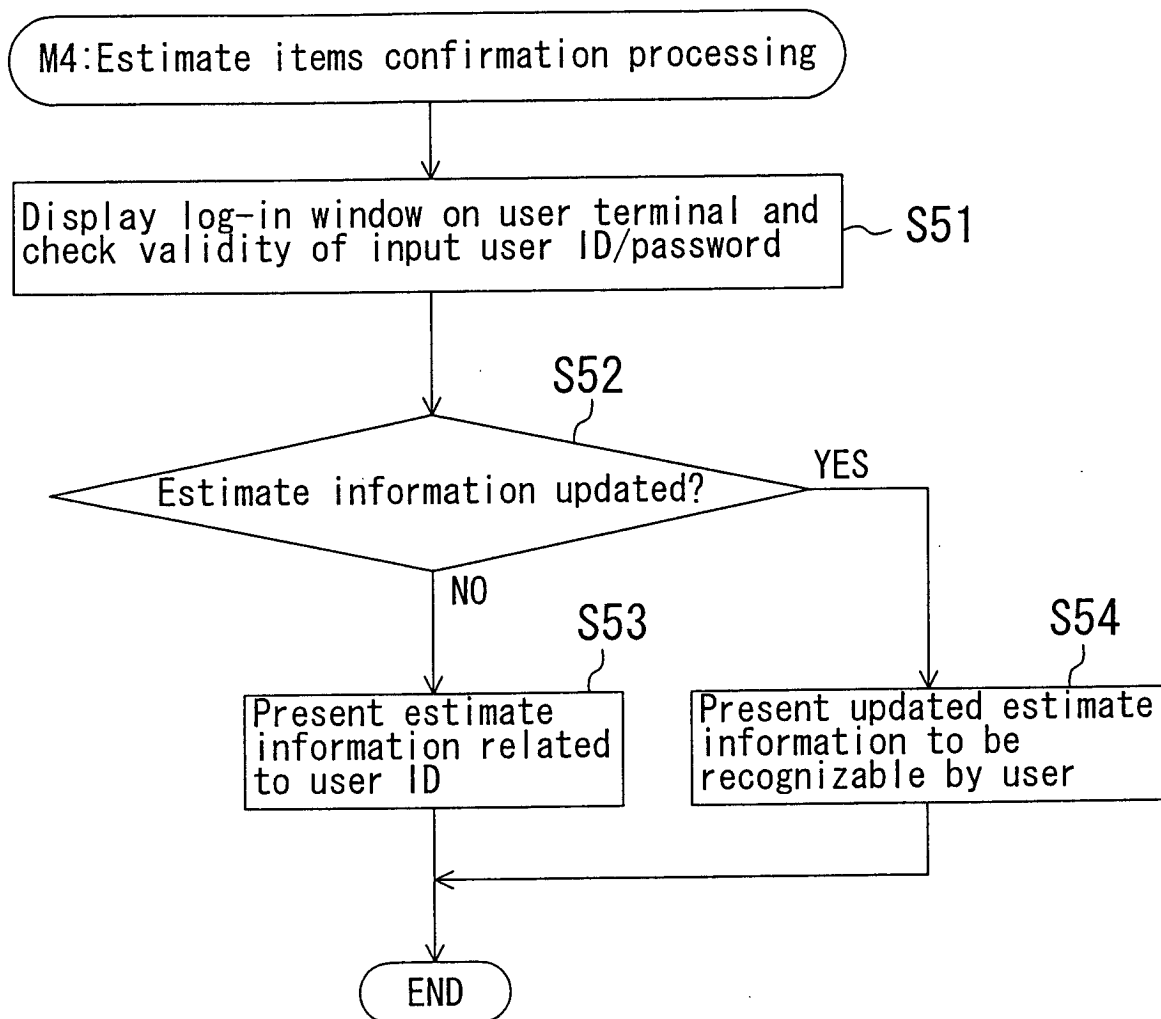 M4:Estimate items confirmation processing
Display log-in window on user terminal and
check validity of input user ID/password
S51
S52
Estimate information updated?
YES
NO
S53
S54
Present estimate
information related
to user ID
Present updated estimate
information to be
recognizable by user
END